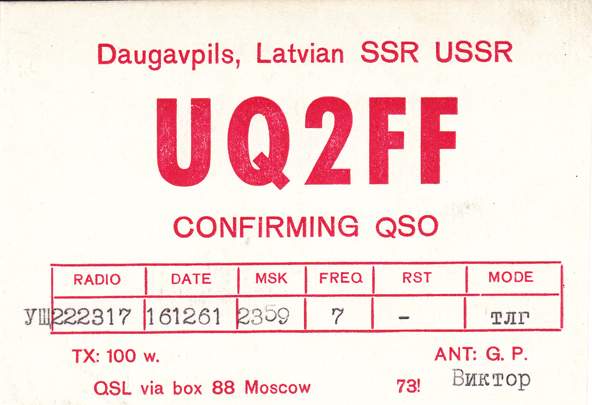 Daugavpils, Latvian SSR USSR
UQ2FF
CONFIRMING QSO
RADIO DATE MSK FREQ RST MODE
УЩ222317 161261 2359 7 - тлг
TX: 100 w. ANT: G. P.
QSL via box 88 Moscow 73! Виктор